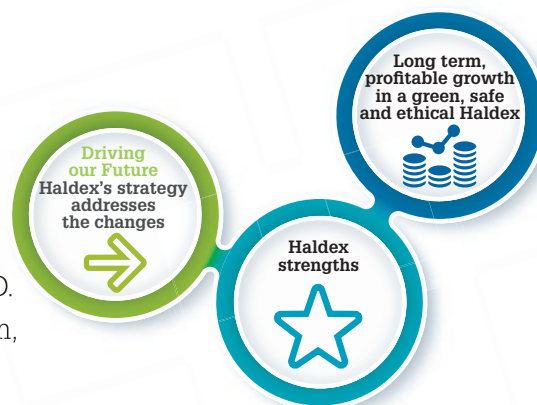 Long term,
profitable growth
in a green, safe
and ethical Haldex
Driving
our Future
Haldex's strategy
addresses
the changes
Haldex
strengths